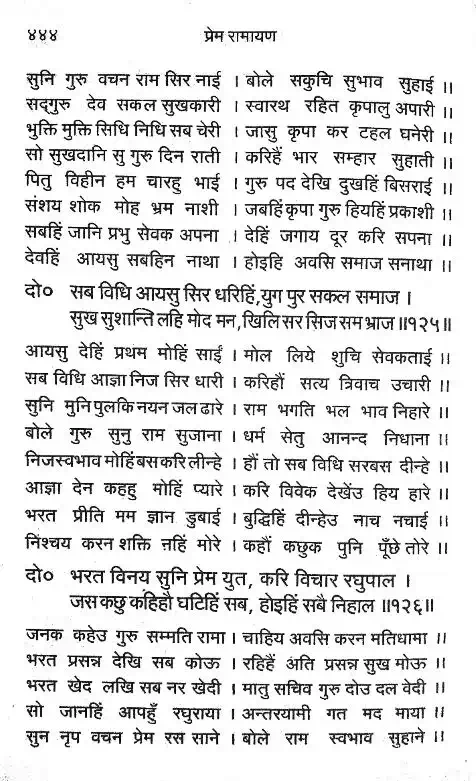 ४४४ प्रेम रामायण
सुनि गुरु वचन राम सिर नाई । बोले सकुचि सुभाव सुहाई ॥
सद्गुरु देव सकल सुखकारी । स्वारथ रहित कृपालु अपारी ॥
भुक्ति मुक्ति सिधि निधि सब चेरी । जासु कृपा कर टहल घनेरी ॥
सो सुखदानि सु गुरु दिन राती । करिहैं भार सम्हार सुहाती ॥
पितु विहीन हम चारहु भाई । गुरु पद देखि दुखहिं बिसराई ॥
संशय शोक मोह भ्रम नाशी । जबहिं कृपा गुरु हियहिं प्रकाशी ॥
सबहिं जानि प्रभु सेवक अपना । देहिं जगाय दूर करि सपना ॥
देवहिं आयसु सबहिन नाथा । होइहि अवसि समाज सनाथा ॥
दो० सब विधि आयसु सिर धरिहिं, युग पुर सकल समाज ।
सुख सुशान्ति लहि मोद मन, खिलि सर सिज सम भ्राज ॥१२५॥
आयसु देहिं प्रथम मोहिं साईं । मोल लिये शुचि सेवकताई ॥
सब विधि आज्ञा निज सिर धारी । करिहौं सत्य त्रिवाच उचारी ॥
सुनि मुनि पुलकि नयन जल ढारे । राम भगति भल भाव निहारे ॥
बोले गुरु सुनु राम सुजाना । धर्म सेतु आनन्द निधाना ॥
निजस्वभाव मोहिं बस करि लीन्हे । हौं तो सब विधि सरबस दीन्हे ॥
आज्ञा देन कहहु मोहिं प्यारे । करि विवेक देखेंउ हिय हारे ॥
भरत प्रीति मम ज्ञान डुबाई । बुद्धिहिं दीन्हेउ नाच नचाई ॥
निश्चय करन शक्ति नहिं मोरे । कहौं कछुक पुनि पूँछे तोरे ॥
दो० भरत विनय सुनि प्रेम युत, करि विचार रघुपाल ।
जस कछु कहिहौ घटिहिं सब, होइहिं सबै निहाल ॥१२६॥
जनक कहेउ गुरु सम्मति रामा । चाहिय अवसि करन मतिधामा ॥
भरत प्रसन्न देखि सब कोऊ । रहिहैं अति प्रसन्न सुख मोऊ ॥
भरत खेद लखि सब नर खेदी । मातु सचिव गुरु दोउ दल वेदी ॥
सो जानहिं आपहुँ रघुराया । अन्तरयामी गत मद माया ॥
सुन नृप वचन प्रेम रस साने । बोले राम स्वभाव सुहाने ॥